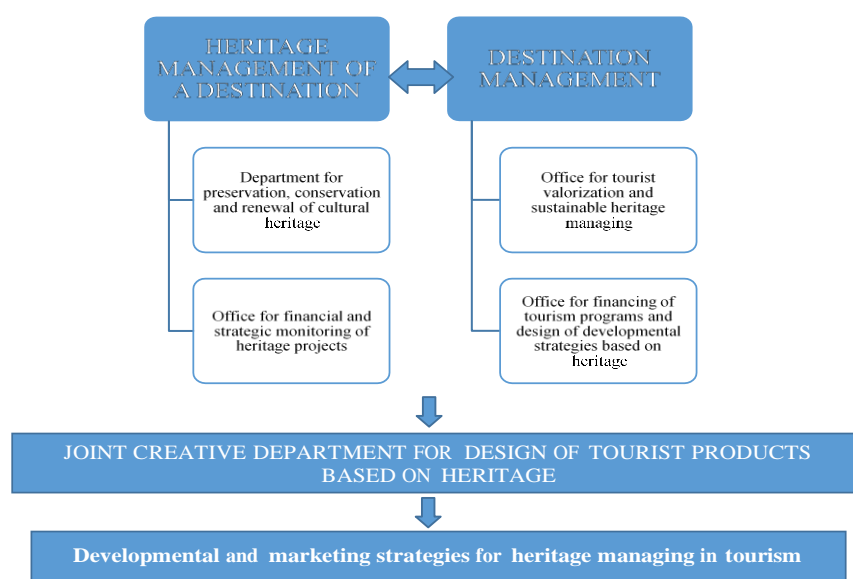 HERITAGE
MANAGEMENT OF
A DESTINATION
DESTINATION
MANAGEMENT
Department for
preservation, conservation
and renewal of cultural
heritage
Office for tourist
valorization and
sustainable heritage
managing
Office for financial and
strategic monitoring of
heritage projects
Office for financing of
tourism programs and
design of developmental
strategies based on
heritage
JOINT CREATIVE DEPARTMENT FOR DESIGN OF TOURIST PRODUCTS
BASED ON HERITAGE
Developmental and marketing strategies for heritage managing in tourism